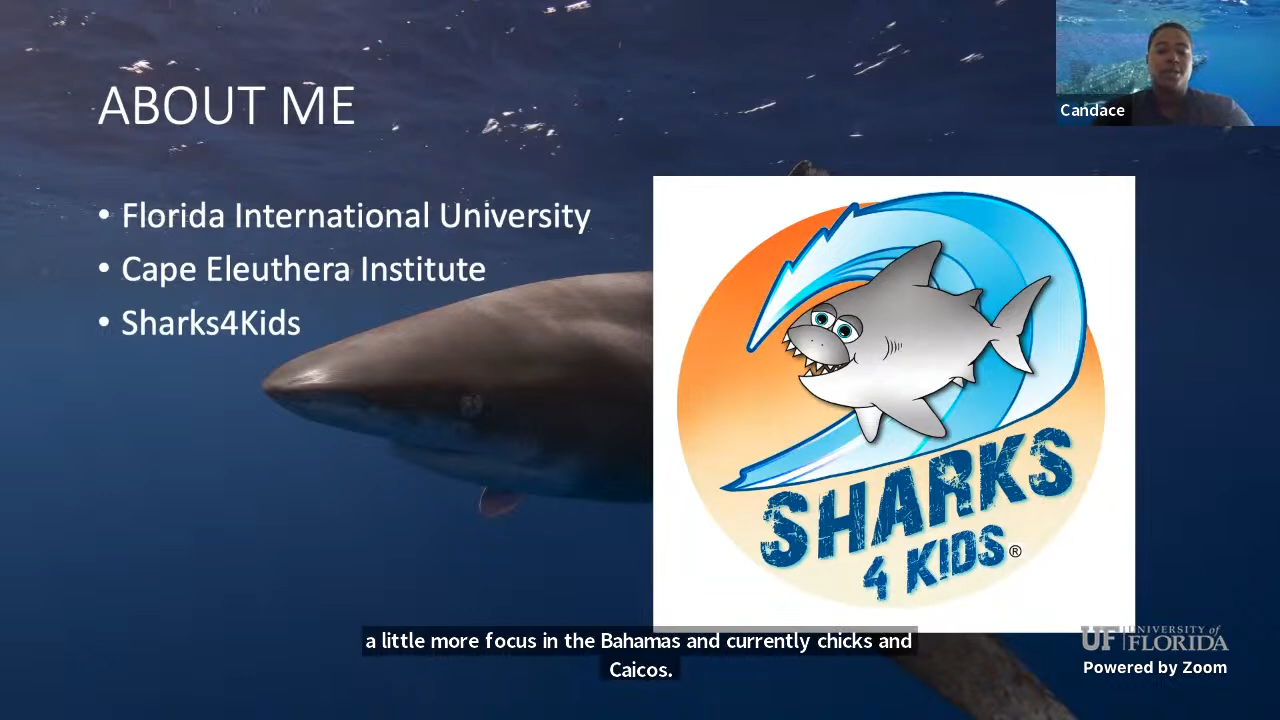 ABOUT ME
Candace
• Florida International University
• Cape Eleuthera Institute
• Sharks4Kids
SHARKS
4 KIDS®
a little more focus in the Bahamas and currently chicks and
Caicos.
UF UNIVERSITY of
FLORIDA
Powered by Zoom